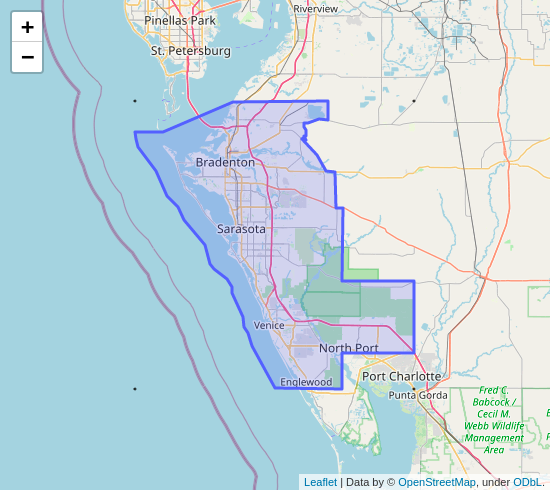 Pinellas Park
Riverview
+
−
St. Petersburg
Bradenton
Sarasota
Venice
North Port
Englewood
Port Charlotte
Punta Gorda
Fred C.
Babcock /
Cecil M.
Webb Wildlife
Management
Area
Leaflet | Data by © OpenStreetMap, under ODbL.